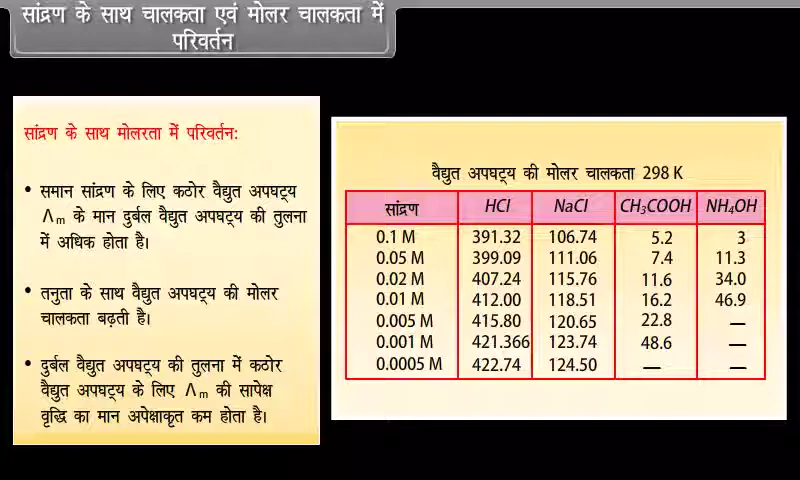 सांद्रण के साथ चालकता एवं मोलर चालकता में
परिवर्तन
सांद्रण के साथ मोलरता में परिवर्तन:
• समान सांद्रण के लिए कठोर वैद्युत अपघट्य
Λm के मान दुर्बल वैद्युत अपघट्य की तुलना
में अधिक होता है।
• तनुता के साथ वैद्युत अपघट्य की मोलर
चालकता बढ़ती है।
• दुर्बल वैद्युत अपघट्य की तुलना में कठोर
वैद्युत अपघट्य के लिए Λm की सापेक्ष
वृद्धि का मान अपेक्षाकृत कम होता है।
वैद्युत अपघट्य की मोलर चालकता 298 K
सांद्रण HCl NaCl CH₃COOH NH₄OH
0.1 M 391.32 106.74 5.2 3
0.05 M 399.09 111.06 7.4 11.3
0.02 M 407.24 115.76 11.6 34.0
0.01 M 412.00 118.51 16.2 46.9
0.005 M 415.80 120.65 22.8 —
0.001 M 421.366 123.74 48.6 —
0.0005 M 422.74 124.50 — —